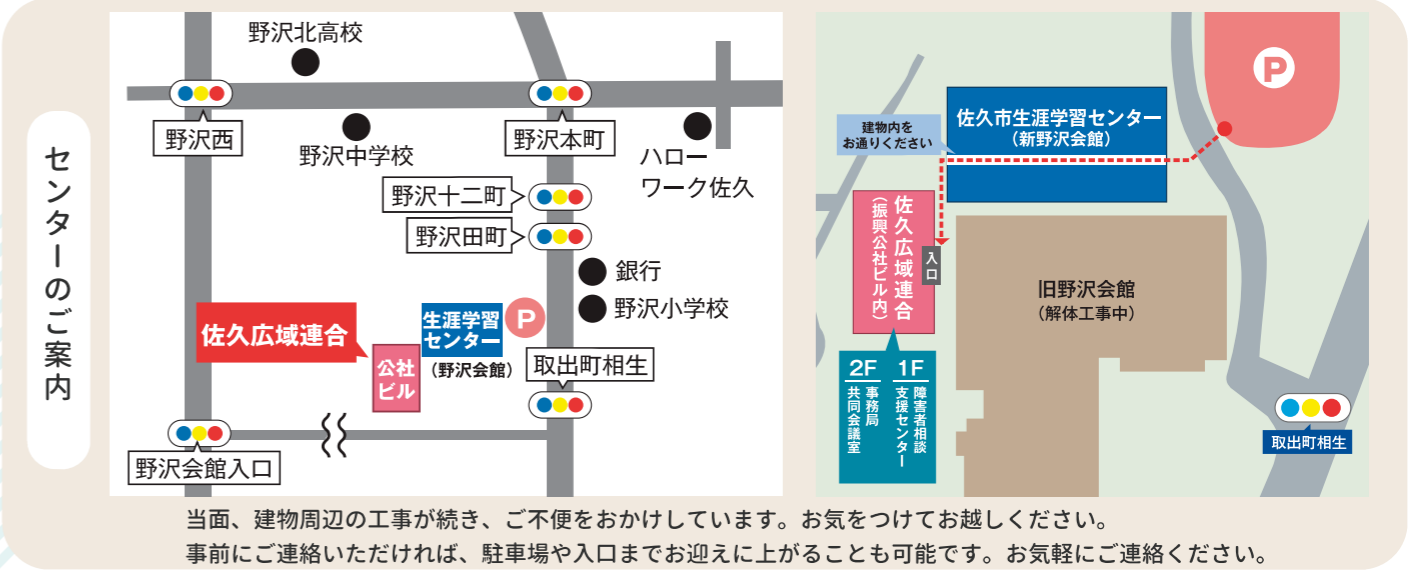 センターのご案内
野沢北高校
野沢西
野沢中学校
野沢本町
ハロー
ワーク佐久
野沢十二町
野沢田町
銀行
野沢小学校
佐久広域連合
公社
ビル
生涯学習
センター
(野沢会館)
P
取出町相生
野沢会館入口
P
佐久市生涯学習センター
(新野沢会館)
建物内を
お通りください
佐久広域連合
(振興公社ビル内)
入口
旧野沢会館
(解体工事中)
2F
事務局
共同会議室
1F
障害者相談
支援センター
取出町相生
当面、建物周辺の工事が続き、ご不便をおかけしています。お気をつけてお越しください。
事前にご連絡いただければ、駐車場や入口までお迎えに上がることも可能です。お気軽にご連絡ください。